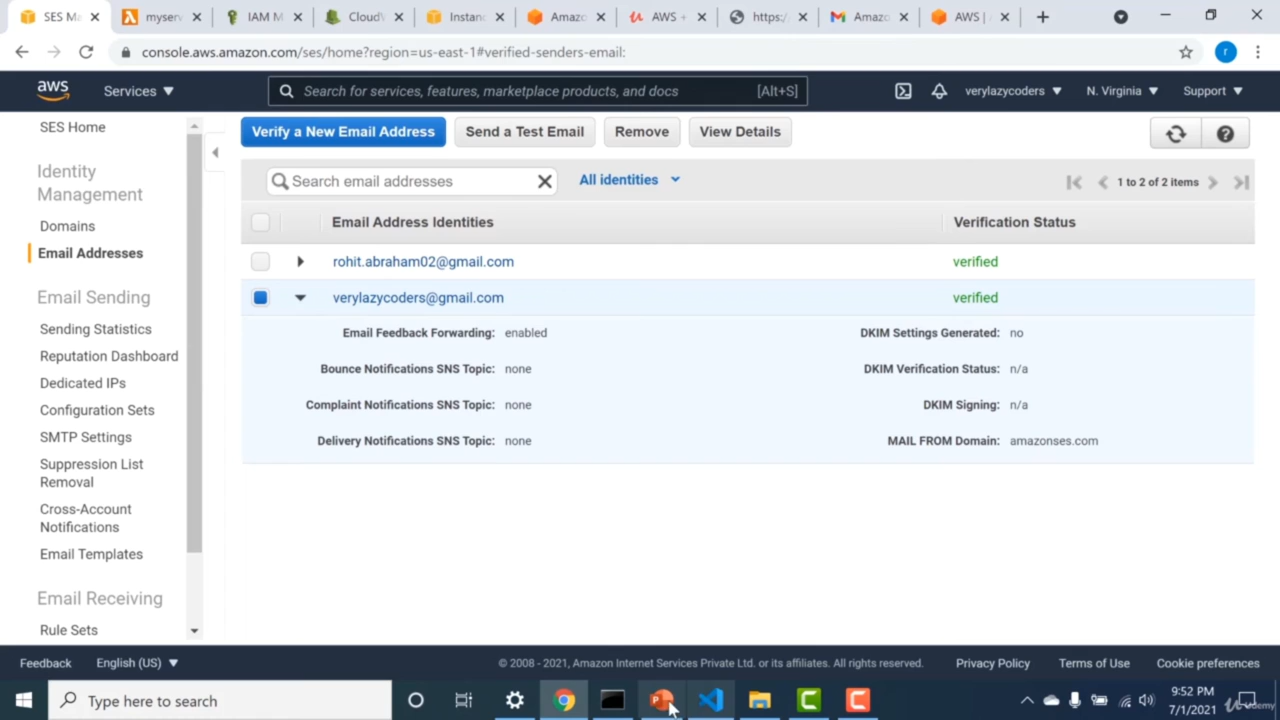 SES Ma
myserv
IAM M
CloudV
Instanc
Amazo
AWS +
https:/
Amazo
AWS |
console.aws.amazon.com/ses/home?region=us-east-1#verified-senders-email:
r
aws
Services
Search for services, features, marketplace products, and docs
[Alt+S]
verylazycoders
N. Virginia
Support
SES Home
Identity
Management
Domains
Email Addresses
Email Sending
Sending Statistics
Reputation Dashboard
Dedicated IPs
Configuration Sets
SMTP Settings
Suppression List
Removal
Cross-Account
Notifications
Email Templates
Email Receiving
Rule Sets
Verify a New Email Address
Send a Test Email
Remove
View Details
Search email addresses
All identities
1 to 2 of 2 items
Email Address Identities
Verification Status
rohit.abraham02@gmail.com
verified
verylazycoders@gmail.com
verified
Email Feedback Forwarding: enabled
DKIM Settings Generated: no
Bounce Notifications SNS Topic: none
DKIM Verification Status: n/a
Complaint Notifications SNS Topic: none
DKIM Signing: n/a
Delivery Notifications SNS Topic: none
MAIL FROM Domain: amazonses.com
Feedback
English (US)
© 2008 - 2021, Amazon Internet Services Private Ltd. or its affiliates. All rights reserved.
Privacy Policy
Terms of Use
Cookie preferences
Type here to search
9:52 PM
7/1/2021
Udemy